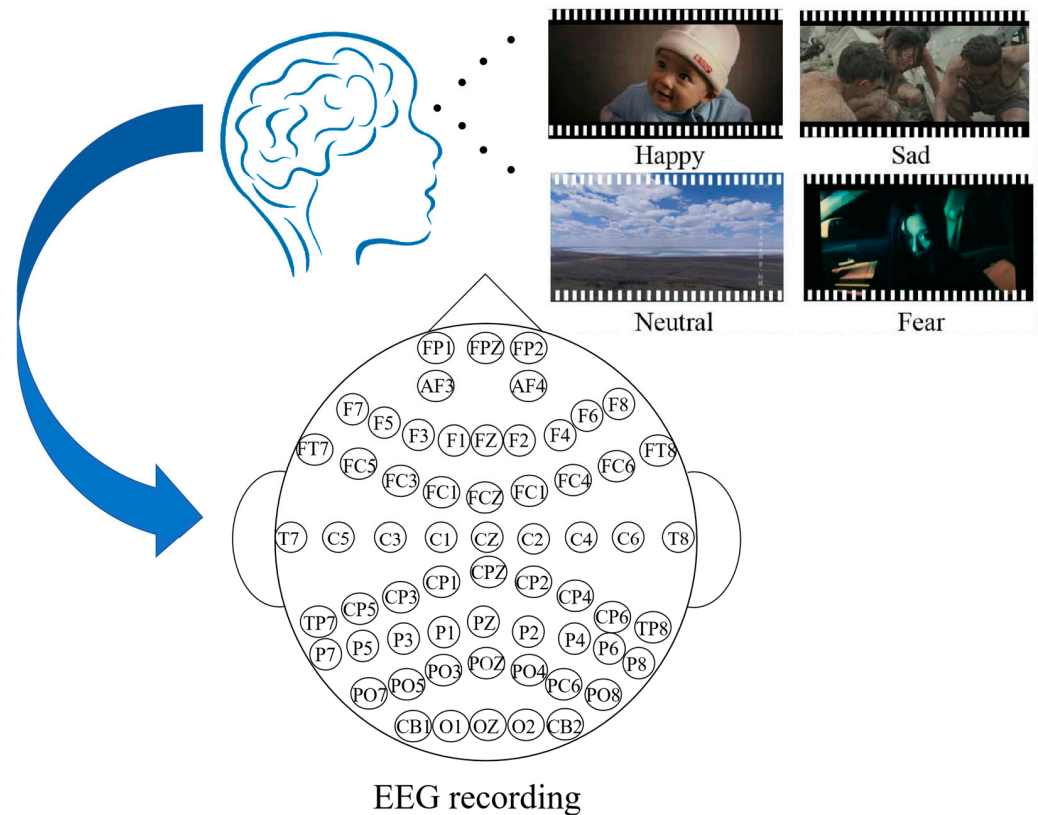 Happy
Sad
Neutral
Fear
FP1 FPZ FP2
AF3 AF4
F7 F5 F3 F1 FZ F2 F4 F6 F8
FT7 FC5 FC3 FC1 FCZ FC1 FC4 FC6 FT8
T7 C5 C3 C1 CZ C2 C4 C6 T8
TP7 CP5 CP3 CP1 CPZ CP2 CP4 CP6 TP8
P7 P5 P3 P1 PZ P2 P4 P6 P8
PO7 PO5 PO3 POZ PO4 PC6 PO8
CB1 O1 OZ O2 CB2
EEG recording